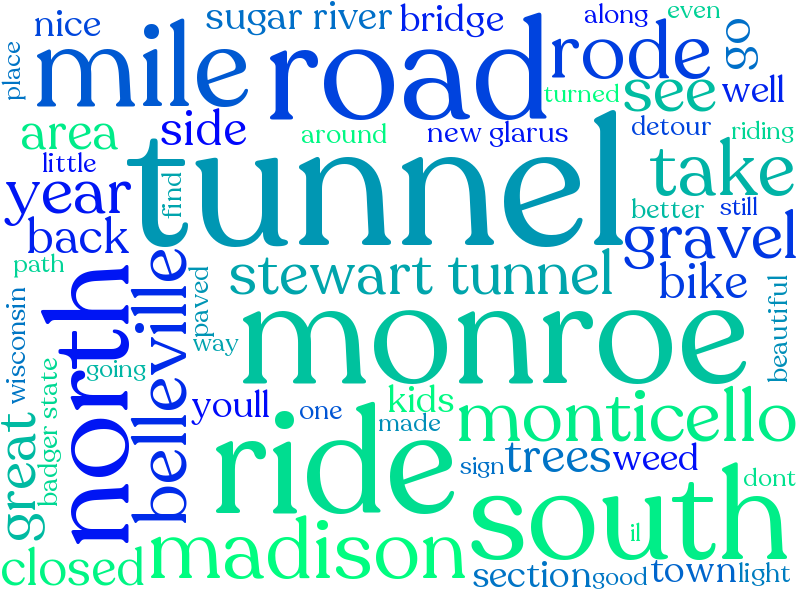 nice
sugar river
bridge
along
even
place
mile
road
rode
go
turned
see
well
area
side
around
new glarus
detour
riding
little
tunnel
take
year
find
better
still
back
gravel
path
stewart tunnel
bike
north
belleville
paved
beautiful
wisconsin
way
monroe
going
badger state
great
youll
one
kids
made
monticello
ride
sign
trees
weed
dont
south
il
closed
madison
section
good
town
light